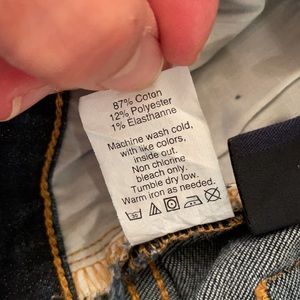 87% Coton
12% Polyester
1% Elasthanne
Machine wash cold,
with like colors,
inside out.
Non chlorine
bleach only.
Tumble dry low.
Warm iron as needed.
30